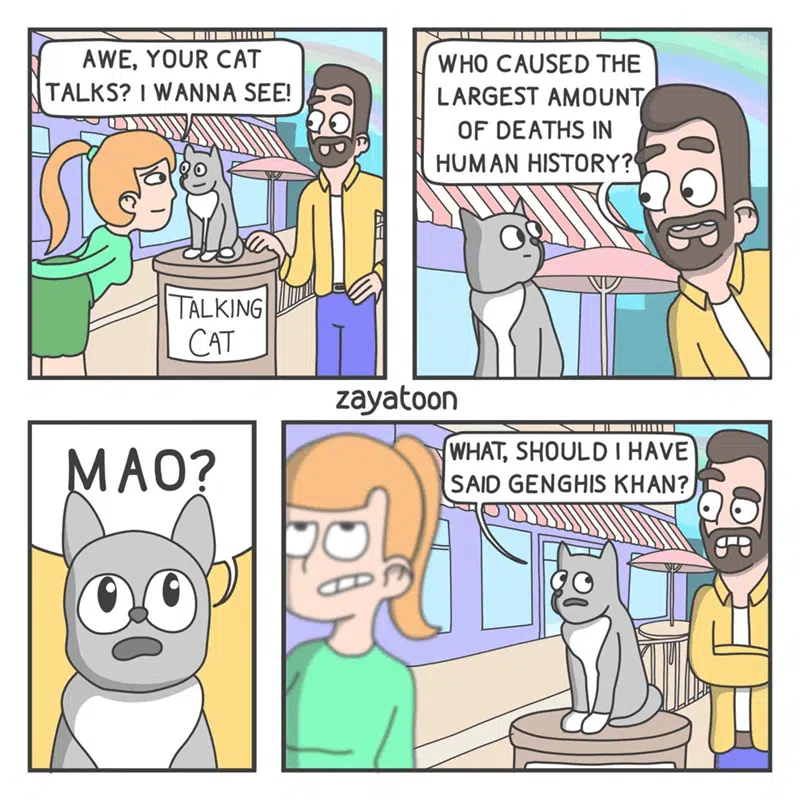 AWE, YOUR CAT
TALKS? I WANNA SEE!
TALKING
CAT
WHO CAUSED THE
LARGEST AMOUNT
OF DEATHS IN
HUMAN HISTORY?
zayatoon
MAO?
WHAT, SHOULD I HAVE
SAID GENGHIS KHAN?